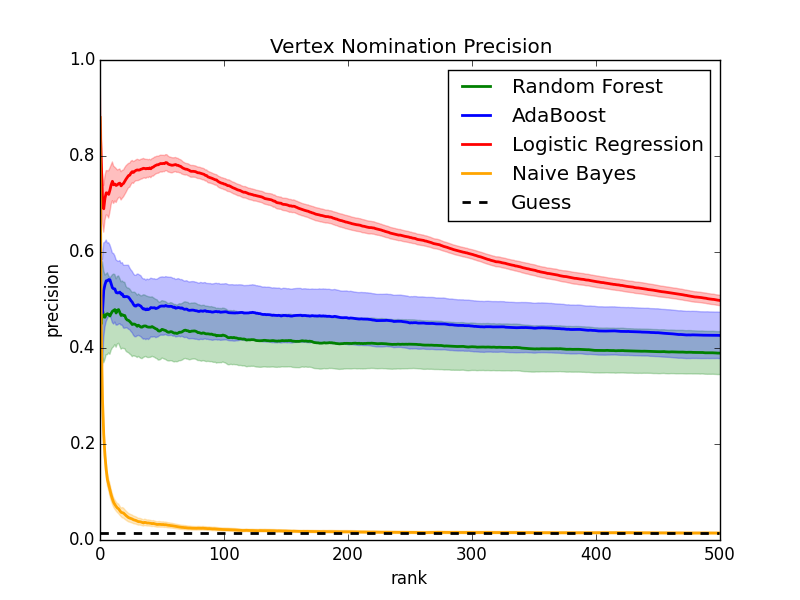 Vertex Nomination Precision
1.0
0.8
0.6
0.4
0.2
0.0
precision
Random Forest
AdaBoost
Logistic Regression
Naive Bayes
Guess
0 100 200 300 400 500
rank